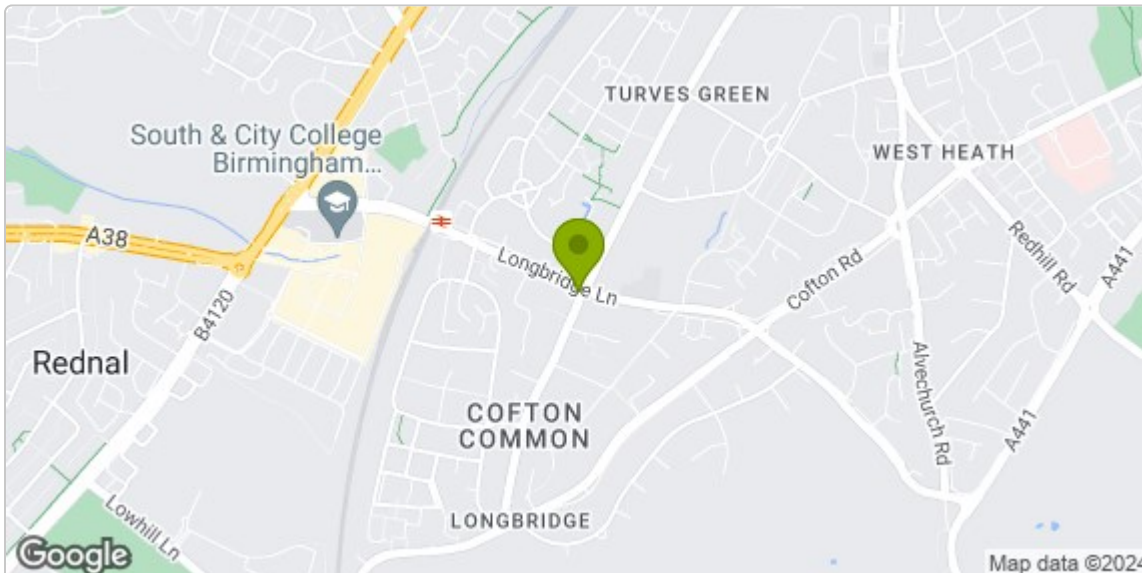 TURVES GREEN
South & City College
Birmingham...
WEST HEATH
A38
Longbridge Ln
Cofton Rd
Redhill Rd
A441
B4120
Rednal
Alvechurch Rd
COFTON
COMMON
A441
LONGBRIDGE
Lowhill Ln
Google
Map data ©2024